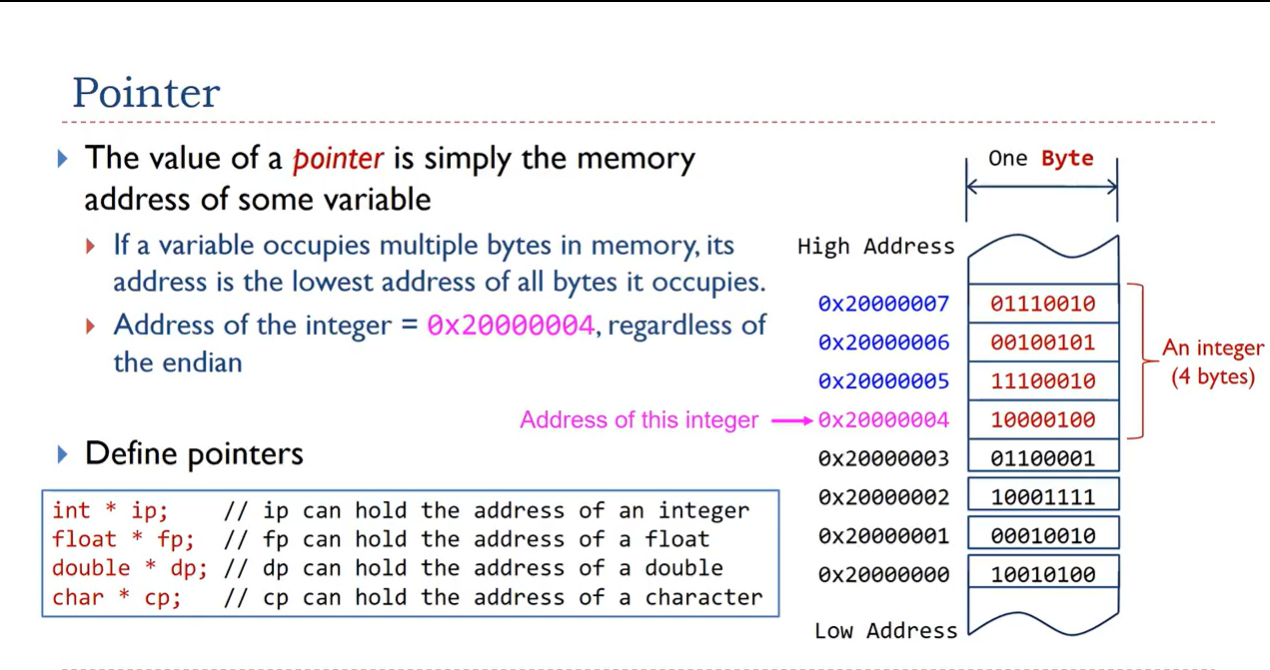 Pointer
The value of a pointer is simply the memory
address of some variable
If a variable occupies multiple bytes in memory, its
address is the lowest address of all bytes it occupies.
Address of the integer = 0x20000004, regardless of
the endian
Define pointers
int * ip; // ip can hold the address of an integer
float * fp; // fp can hold the address of a float
double * dp; // dp can hold the address of a double
char * cp; // cp can hold the address of a character
One Byte
High Address
0x20000007 01110010
0x20000006 00100101
0x20000005 11100010
Address of this integer 0x20000004 10000100
0x20000003 01100001
0x20000002 10001111
0x20000001 00010010
0x20000000 10010100
Low Address
An integer
(4 bytes)